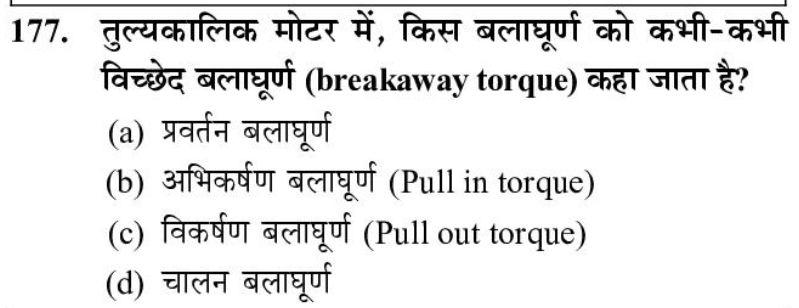 177. तुल्यकालिक मोटर में, किस बलाघूर्ण को कभी-कभी
विच्छेद बलाघूर्ण (breakaway torque) कहा जाता है?
(a) प्रवर्तन बलाघूर्ण
(b) अभिकर्षण बलाघूर्ण (Pull in torque)
(c) विकर्षण बलाघूर्ण (Pull out torque)
(d) चालन बलाघूर्ण